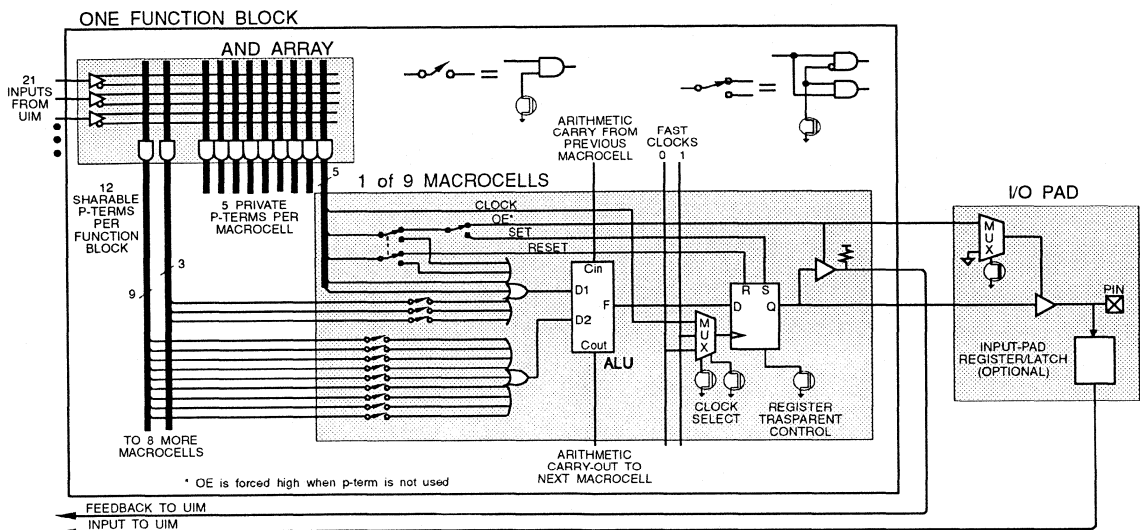 ONE FUNCTION BLOCK
AND ARRAY
21
INPUTS
FROM
UIM
ARITHMETIC
CARRY FROM
PREVIOUS
MACROCELL
FAST
CLOCKS
0 1
12
SHARABLE
P-TERMS
PER
FUNCTION
BLOCK
5 PRIVATE
P-TERMS PER
MACROCELL
5
1 of 9 MACROCELLS
I/O PAD
CLOCK
OE*
SET
RESET
3
9
Cin
D1
D2
F
Cout
ALU
MUX
R S
D Q
MUX
PIN
INPUT-PAD
REGISTER/LATCH
(OPTIONAL)
CLOCK
SELECT
REGISTER
TRASPARENT
CONTROL
TO 8 MORE
MACROCELLS
ARITHMETIC
CARRY-OUT TO
NEXT MACROCELL
* OE is forced high when p-term is not used
FEEDBACK TO UIM
INPUT TO UIM